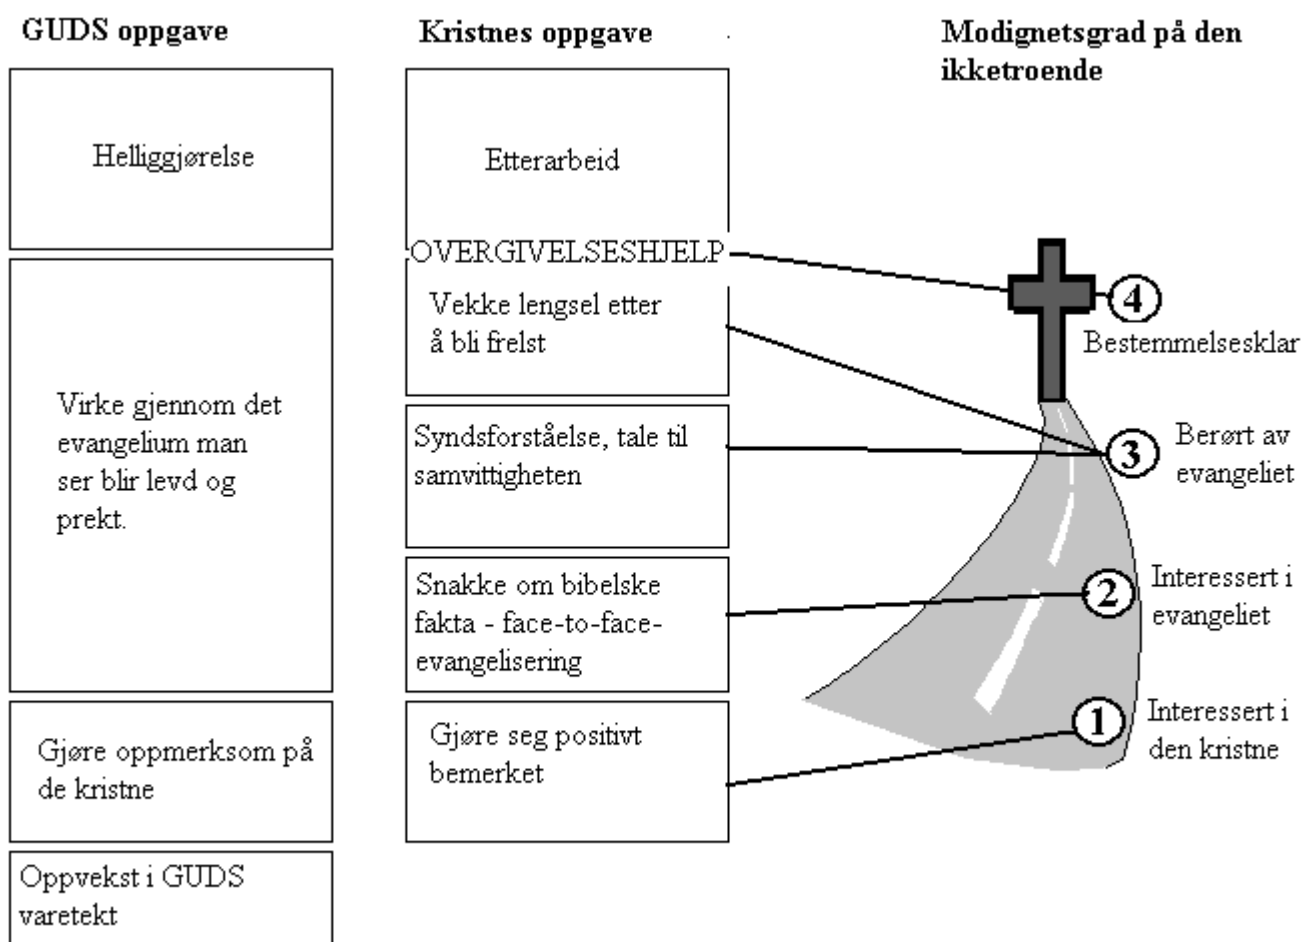 GUDS oppgave
Helliggjørelse
Virke gjennom det
evangelium man
ser blir levd og
prekt.
Gjøre oppmerksom på
de kristne
Oppvekst i GUDS
varetekt
Kristnes oppgave
Etterarbeid
OVERGIVELSESHJELP
Vekke lengsel etter
å bli frelst
Syndsforståelse, tale til
samvittigheten
Snakke om bibelske
fakta - face-to-face-
evangelisering
Gjøre seg positivt
bemerket
Modignetsgrad på den
ikketroende
4
Bestemmelsesklar
3
Berørt av
evangeliet
2
Interessert i
evangeliet
1
Interessert i
den kristne